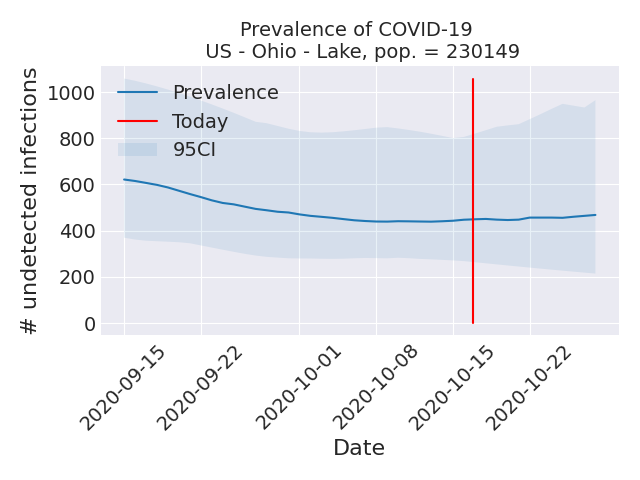 Prevalence of COVID-19
US - Ohio - Lake, pop. = 230149
# undetected infections
1000
800
600
400
200
0
Prevalence
Today
95CI
2020-09-15
2020-09-22
2020-10-01
2020-10-08
2020-10-15
2020-10-22
Date